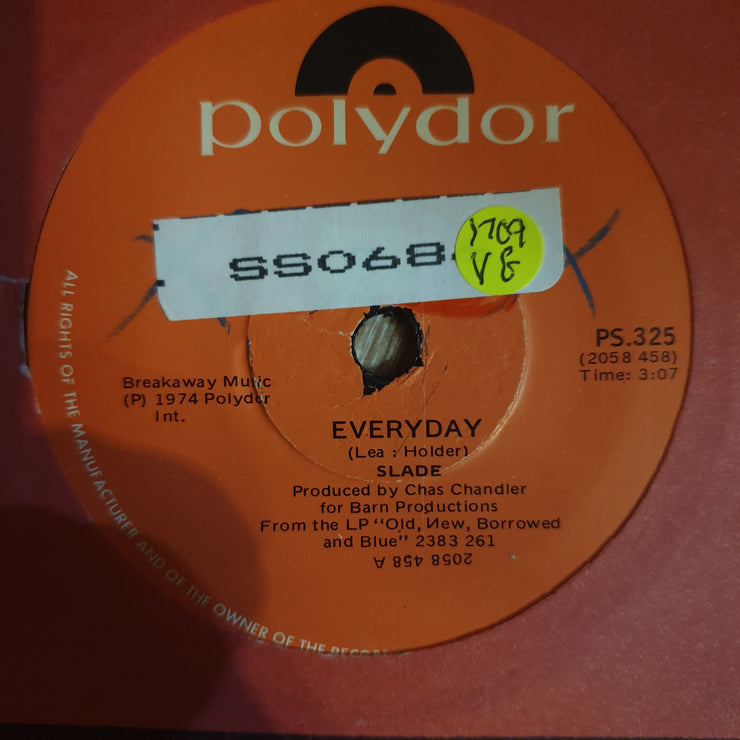 polydor
SS068
1709
VG
PS.325
(2058 458)
Time: 3:07
Breakaway Music
(P) 1974 Polydor
Int.
EVERYDAY
(Lea : Holder)
SLADE
Produced by Chas Chandler
for Barn Productions
From the LP "Old, New, Borrowed
and Blue" 2383 261
2058 458 A
ALL RIGHTS OF THE MANUFACTURER AND OF THE OWNER OF THE